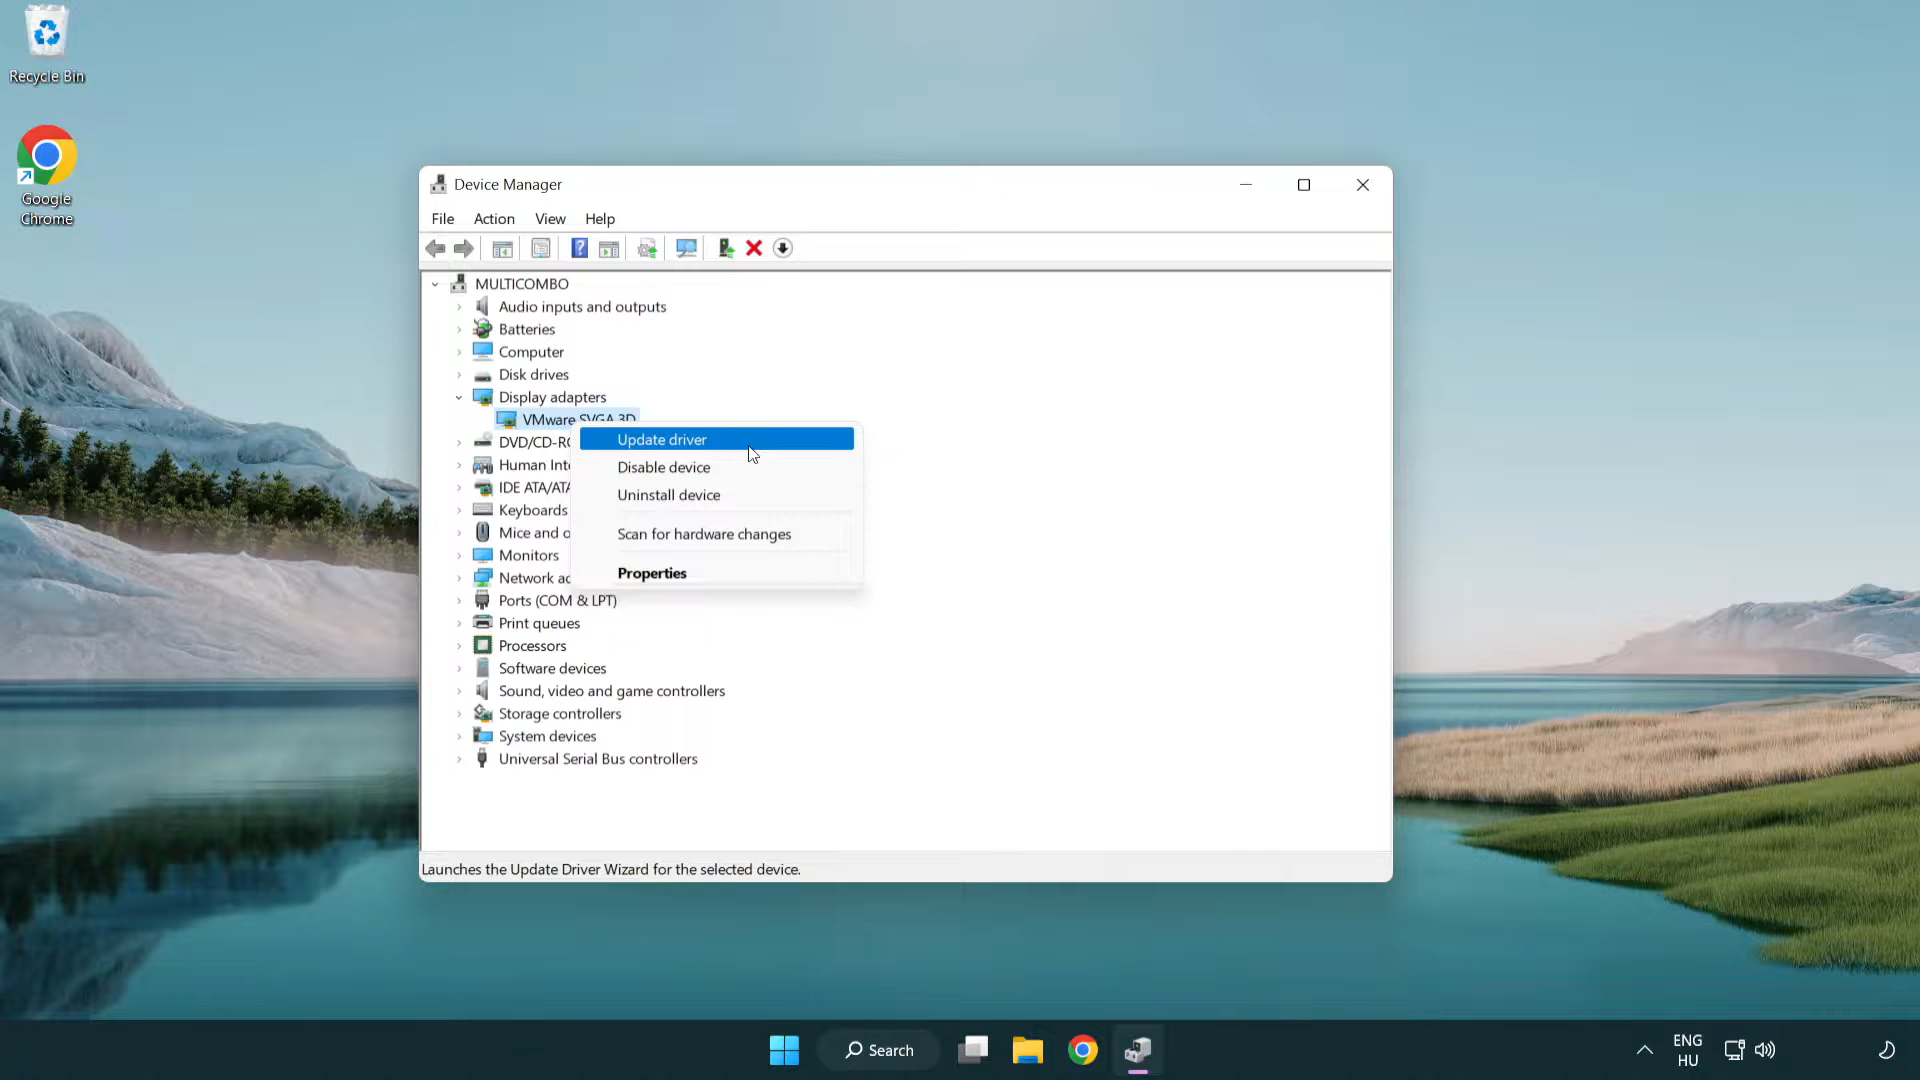 Recycle Bin
Google
Chrome
Device Manager
File Action View Help
MULTICOMBO
Audio inputs and outputs
Batteries
Computer
Disk drives
Display adapters
VMware SVGA 3D
DVD/CD-RO
Human Inte
IDE ATA/ATA
Keyboards
Mice and o
Monitors
Network ad
Ports (COM & LPT)
Print queues
Processors
Software devices
Sound, video and game controllers
Storage controllers
System devices
Universal Serial Bus controllers
Update driver
Disable device
Uninstall device
Scan for hardware changes
Properties
Launches the Update Driver Wizard for the selected device.
Search
ENG
HU